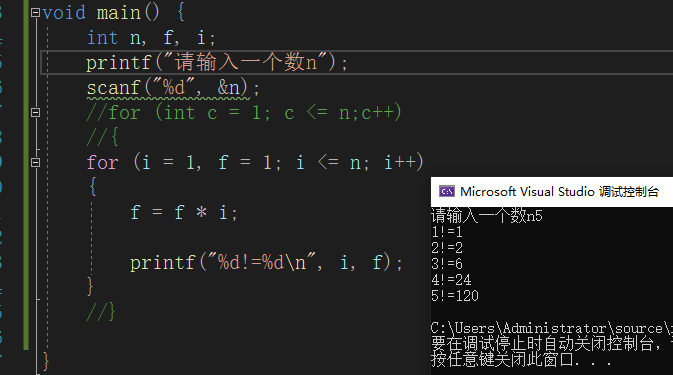 void main() {
int n, f, i;
printf("请输入一个数n");
scanf("%d", &n);
//for (int c = 1; c <= n;c++)
//{
for (i = 1, f = 1; i <= n; i++)
{
f = f * i;
printf("%d!=%d\n", i, f);
}
//}
}
Microsoft Visual Studio 调试控制台
请输入一个数n5
1!=1
2!=2
3!=6
4!=24
5!=120
C:\Users\Administrator\source\
要在调试停止时自动关闭控制台，
按任意键关闭此窗口. . .